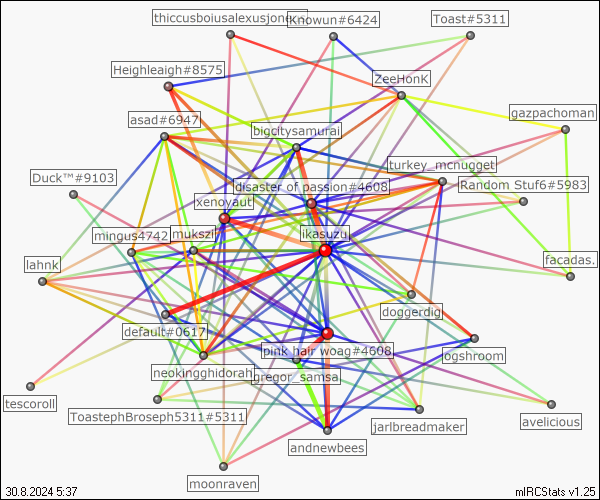 thiccusboiusalexusjones
Knowun#6424
Toast#5311
Heighleaigh#8575
ZeeHonK
gazpachoman
asad#6947
bigcitysamurai
turkey_mcnugget
Duck™#9103
disaster of passion#4608
Random Stuf6#5983
xenoyaut
ikasuzu
mingus4742
mukszi
lahnk
facadas.
doggerdig
default#0617
pink hair woag#4608
ogshroom
neokingghidorah
gregor_samsa
tescoroll
ToastephBroseph5311#5311
jarlbreadmaker
avelicious
andnewbees
moonraven
30.8.2024 5:37
mIRCStats v1.25